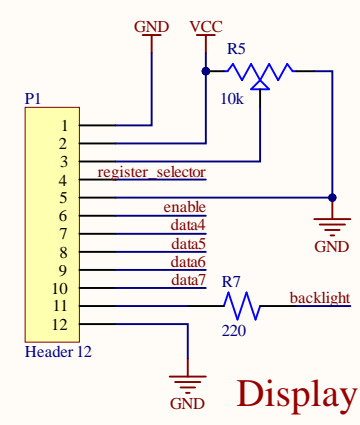 GND VCC
R5
P1
10k
1
2
3
4 register_selector
5
6 enable
GND
7 data4
8 data5
9 data6
10 data7
R7
11 backlight
12
220
Header 12
GND
Display